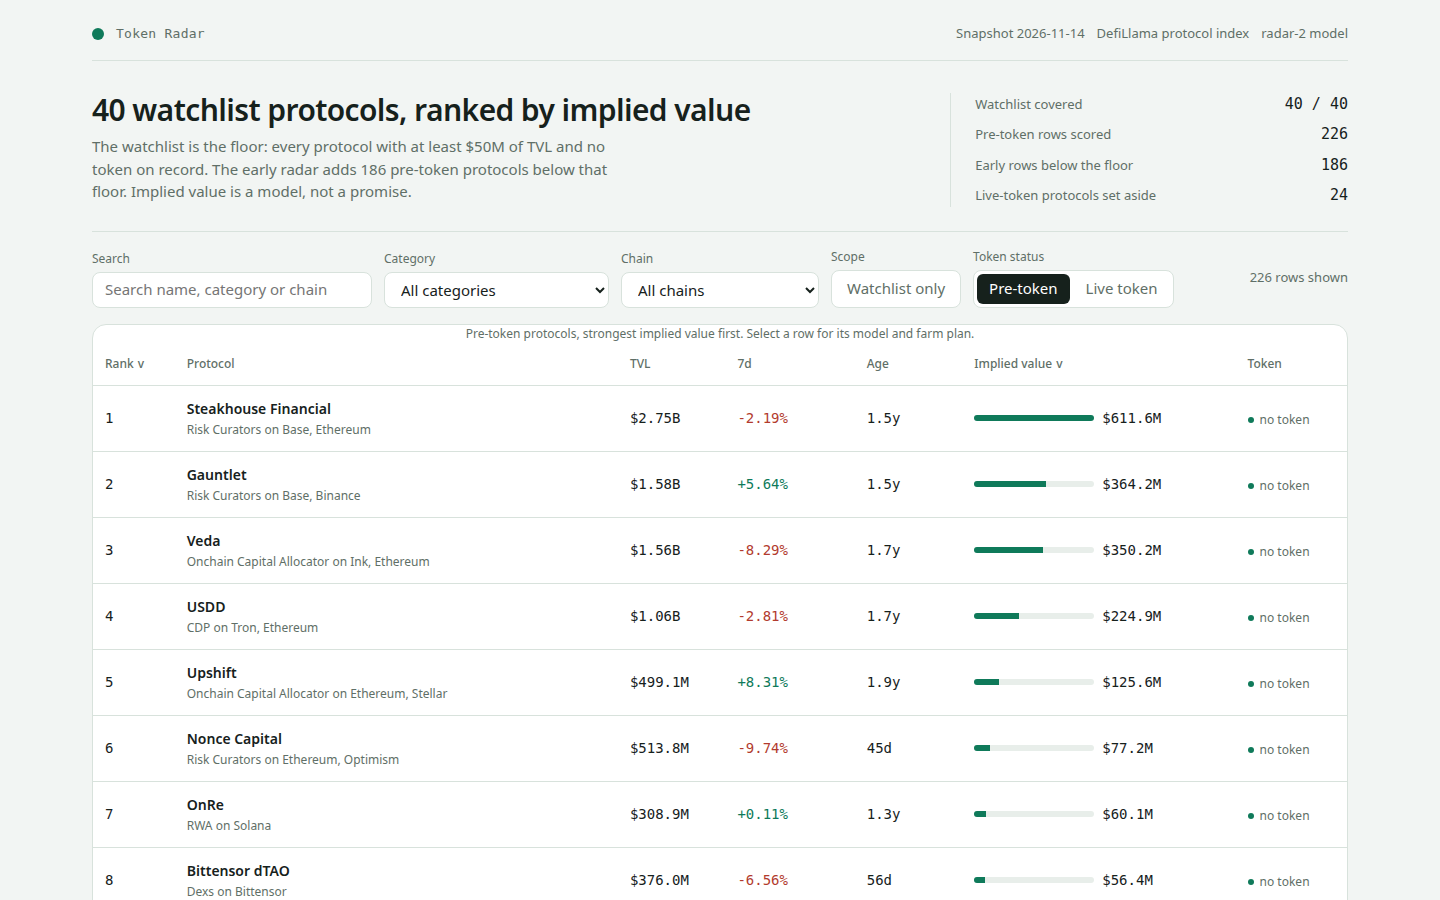 Token Radar
Snapshot 2026-11-14 DefiLlama protocol index radar-2 model
40 watchlist protocols, ranked by implied value
The watchlist is the floor: every protocol with at least $50M of TVL and no
token on record. The early radar adds 186 pre-token protocols below that
floor. Implied value is a model, not a promise.
Watchlist covered 40 / 40
Pre-token rows scored 226
Early rows below the floor 186
Live-token protocols set aside 24
Search Category Chain Scope Token status
Search name, category or chain All categories All chains Watchlist only Pre-token Live token 226 rows shown
Pre-token protocols, strongest implied value first. Select a row for its model and farm plan.
Rank v Protocol TVL 7d Age Implied value v Token
1 Steakhouse Financial $2.75B -2.19% 1.5y $611.6M no token
Risk Curators on Base, Ethereum
2 Gauntlet $1.58B +5.64% 1.5y $364.2M no token
Risk Curators on Base, Binance
3 Veda $1.56B -8.29% 1.7y $350.2M no token
Onchain Capital Allocator on Ink, Ethereum
4 USDD $1.06B -2.81% 1.7y $224.9M no token
CDP on Tron, Ethereum
5 Upshift $499.1M +8.31% 1.9y $125.6M no token
Onchain Capital Allocator on Ethereum, Stellar
6 Nonce Capital $513.8M -9.74% 45d $77.2M no token
Risk Curators on Ethereum, Optimism
7 OnRe $308.9M +0.11% 1.3y $60.1M no token
RWA on Solana
8 Bittensor dTAO $376.0M -6.56% 56d $56.4M no token
Dexs on Bittensor